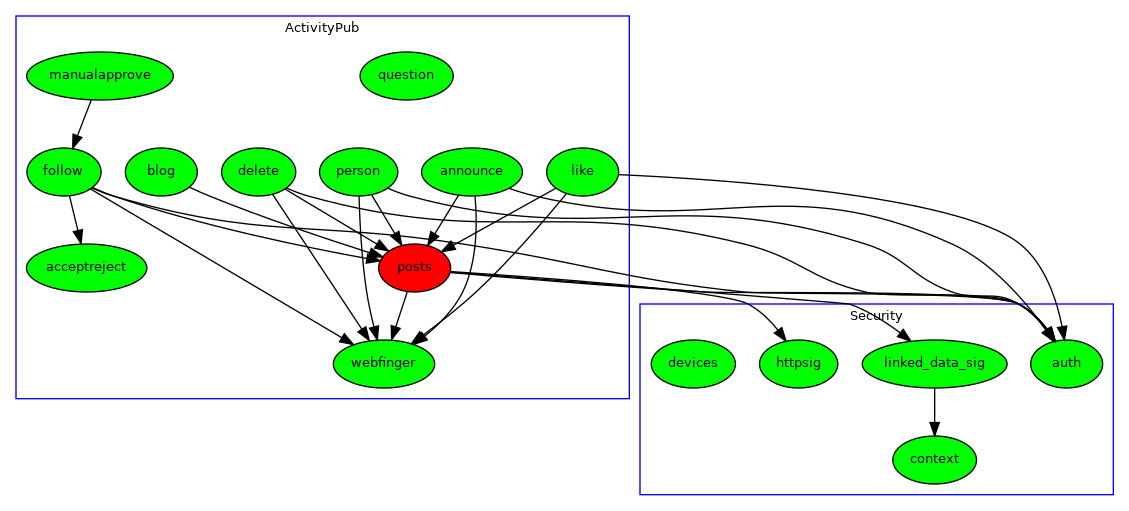 ActivityPub
manualapprove
question
follow
blog
delete
person
announce
like
acceptreject
posts
Security
webfinger
devices
httpsig
linked_data_sig
auth
context